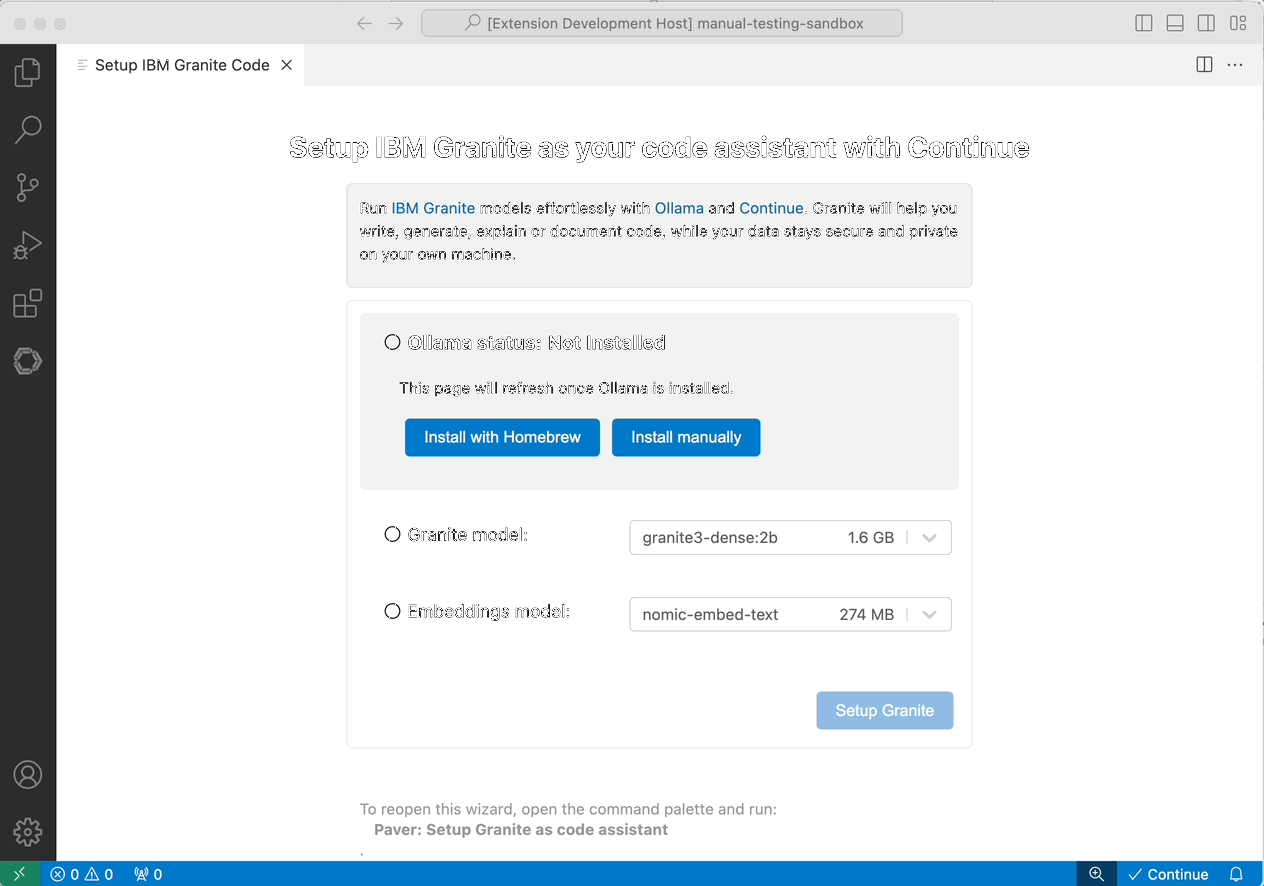 [Extension Development Host] manual-testing-sandbox
Setup IBM Granite Code
Setup IBM Granite as your code assistant with Continue
Run IBM Granite models effortlessly with Ollama and Continue. Granite will help you
write, generate, explain or document code, while your data stays secure and private
on your own machine.
Ollama status: Not Installed
This page will refresh once Ollama is installed.
Install with Homebrew Install manually
Granite model: granite3-dense:2b 1.6 GB
Embeddings model: nomic-embed-text 274 MB
Setup Granite
To reopen this wizard, open the command palette and run:
Paver: Setup Granite as code assistant
.
0 0 0 Continue